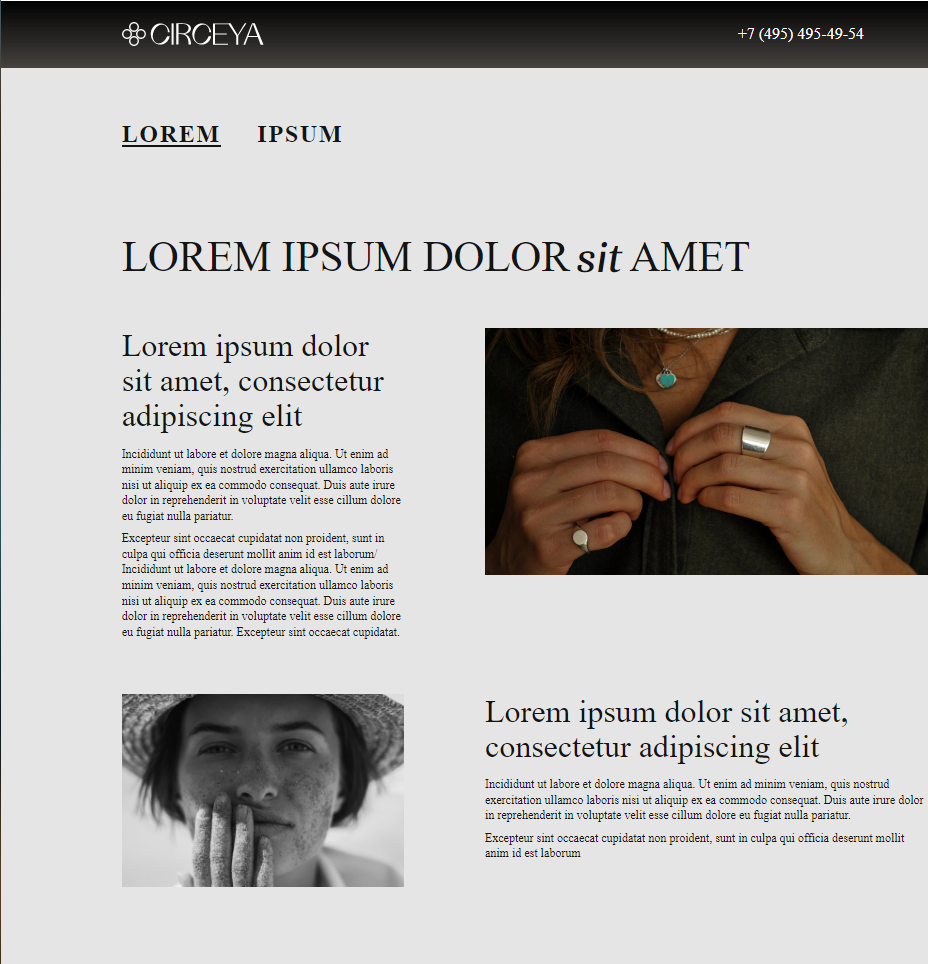 CIRCEYA
+7 (495) 495-49-54
LOREM IPSUM
LOREM IPSUM DOLOR sit AMET
Lorem ipsum dolor
sit amet, consectetur
adipiscing elit
Incididunt ut labore et dolore magna aliqua. Ut enim ad
minim veniam, quis nostrud exercitation ullamco laboris
nisi ut aliquip ex ea commodo consequat. Duis aute irure
dolor in reprehenderit in voluptate velit esse cillum dolore
eu fugiat nulla pariatur.
Excepteur sint occaecat cupidatat non proident, sunt in
culpa qui officia deserunt mollit anim id est laborum/
Incididunt ut labore et dolore magna aliqua. Ut enim ad
minim veniam, quis nostrud exercitation ullamco laboris
nisi ut aliquip ex ea commodo consequat. Duis aute irure
dolor in reprehenderit in voluptate velit esse cillum dolore
eu fugiat nulla pariatur. Excepteur sint occaecat cupidatat.
Lorem ipsum dolor sit amet,
consectetur adipiscing elit
Incididunt ut labore et dolore magna aliqua. Ut enim ad minim veniam, quis nostrud
exercitation ullamco laboris nisi ut aliquip ex ea commodo consequat. Duis aute irure dolor
in reprehenderit in voluptate velit esse cillum dolore eu fugiat nulla pariatur.
Excepteur sint occaecat cupidatat non proident, sunt in culpa qui officia deserunt mollit
anim id est laborum